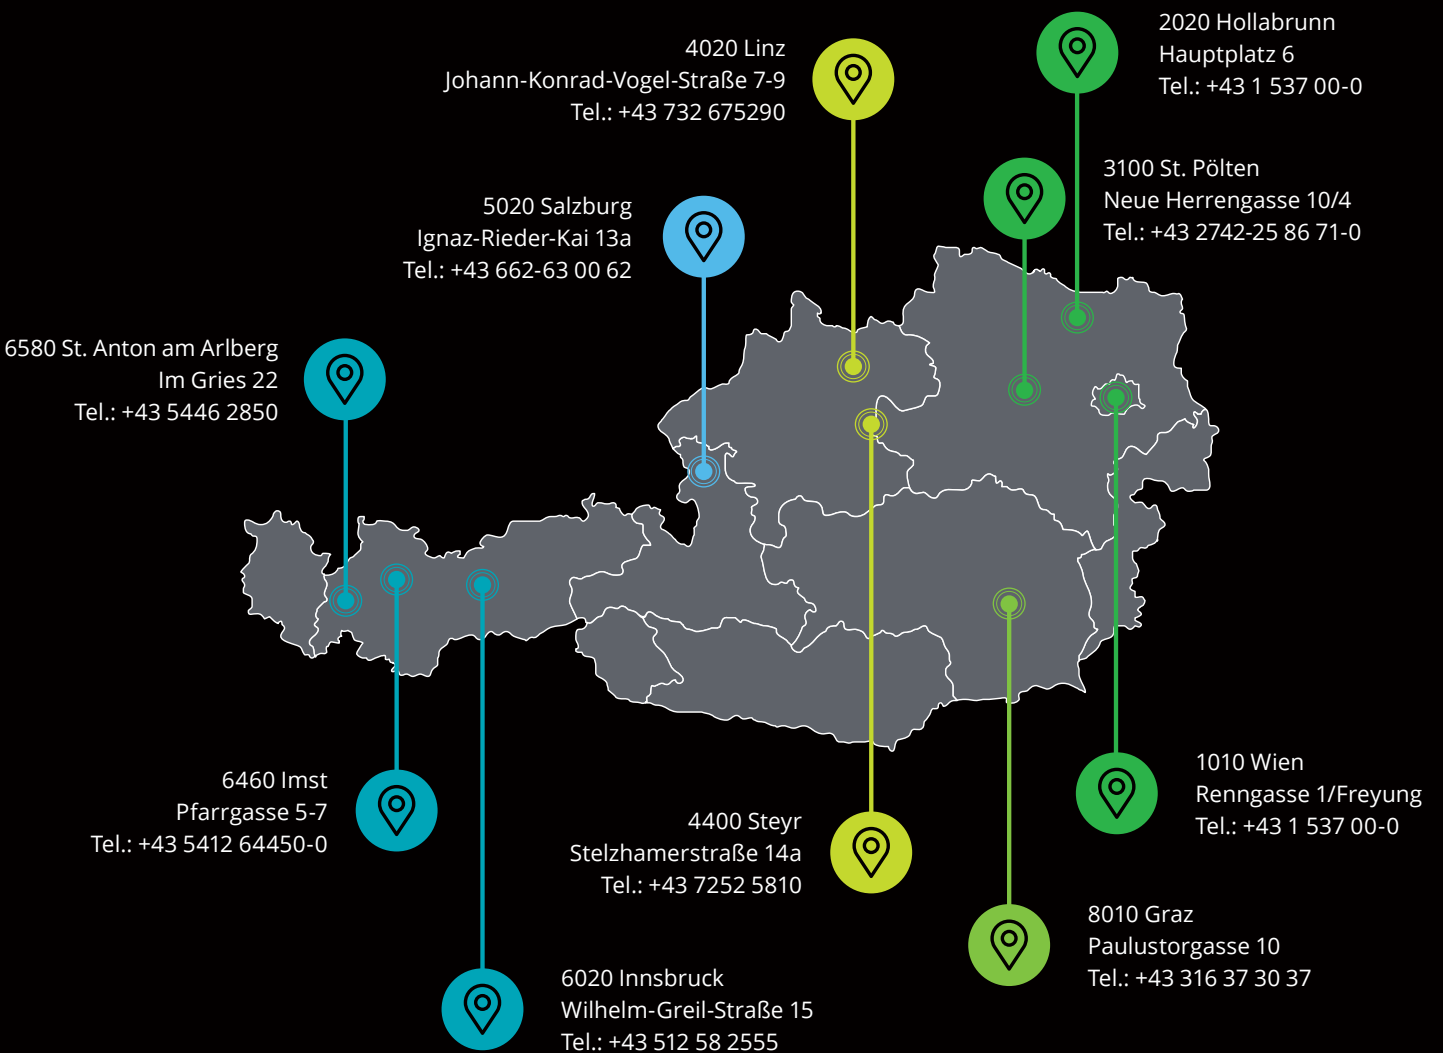 2020 Hollabrunn
Hauptplatz 6
Tel.: +43 1 537 00-0
4020 Linz
Johann-Konrad-Vogel-Straße 7-9
Tel.: +43 732 675290
3100 St. Pölten
Neue Herrengasse 10/4
Tel.: +43 2742-25 86 71-0
5020 Salzburg
Ignaz-Rieder-Kai 13a
Tel.: +43 662-63 00 62
6580 St. Anton am Arlberg
Im Gries 22
Tel.: +43 5446 2850
6460 Imst
Pfarrgasse 5-7
Tel.: +43 5412 64450-0
1010 Wien
Renngasse 1/Freyung
Tel.: +43 1 537 00-0
4400 Steyr
Stelzhamerstraße 14a
Tel.: +43 7252 5810
8010 Graz
Paulustorgasse 10
Tel.: +43 316 37 30 37
6020 Innsbruck
Wilhelm-Greil-Straße 15
Tel.: +43 512 58 2555